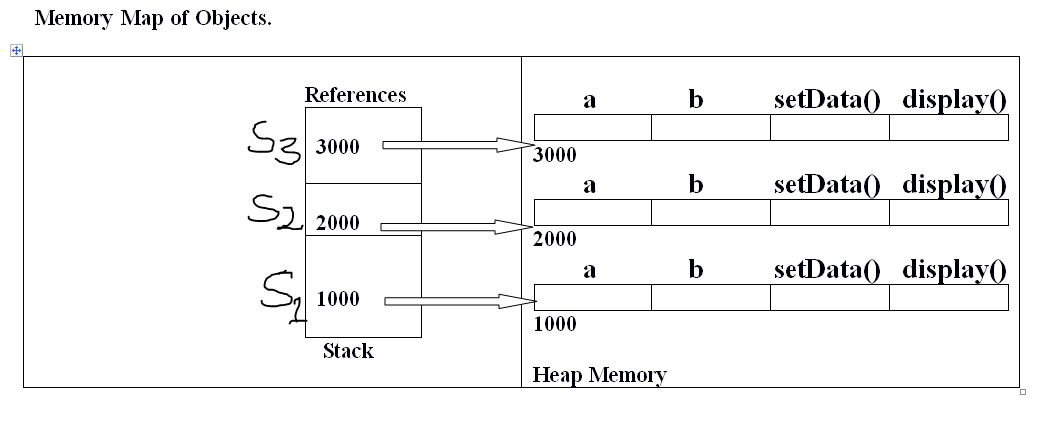 Memory Map of Objects.
References
S3 3000
S2 2000
S1 1000
Stack
a b setData() display()
3000
a b setData() display()
2000
a b setData() display()
1000
Heap Memory